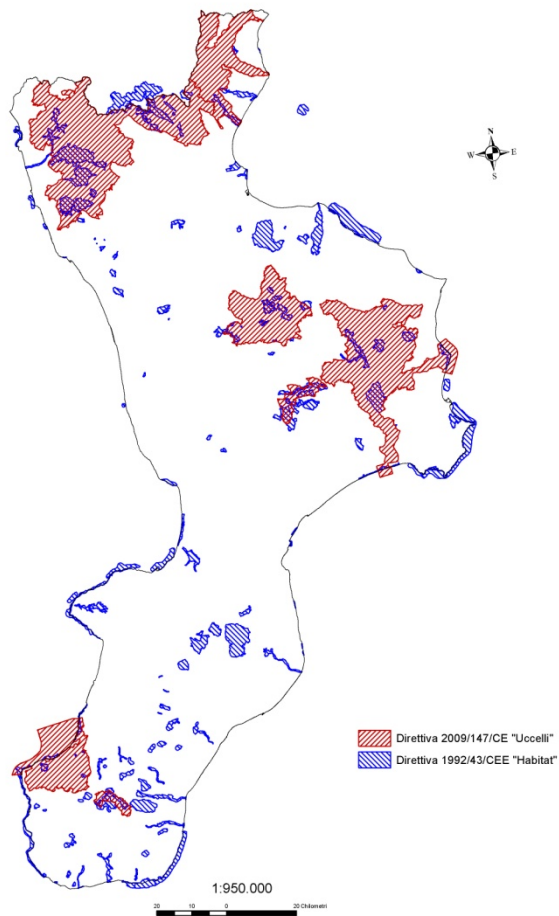 N
W E
S
Direttiva 2009/147/CE "Uccelli"
Direttiva 1992/43/CEE "Habitat"
1:950.000
20 10 0 20 Chilometri